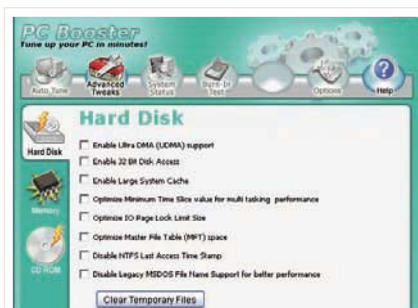 PC Booster
Tune up your PC in minutes!
Auto Tune
Advanced Tweaks
System Status
Burn-In Test
Options
Help
Hard Disk
Hard Disk
Enable Ultra DMA (UDMA) support
Enable 32 Bit Disk Access
Enable Large System Cache
Optimize Minimum Time Slice value for multi tasking performance
Optimize IO Page Lock Limit Size
Optimize Master File Table (MFT) space
Disable NTFS Last Access Time Stamp
Disable Legacy MSDOS File Name Support for better performance
Memory
CD ROM
Clear Temporary Files